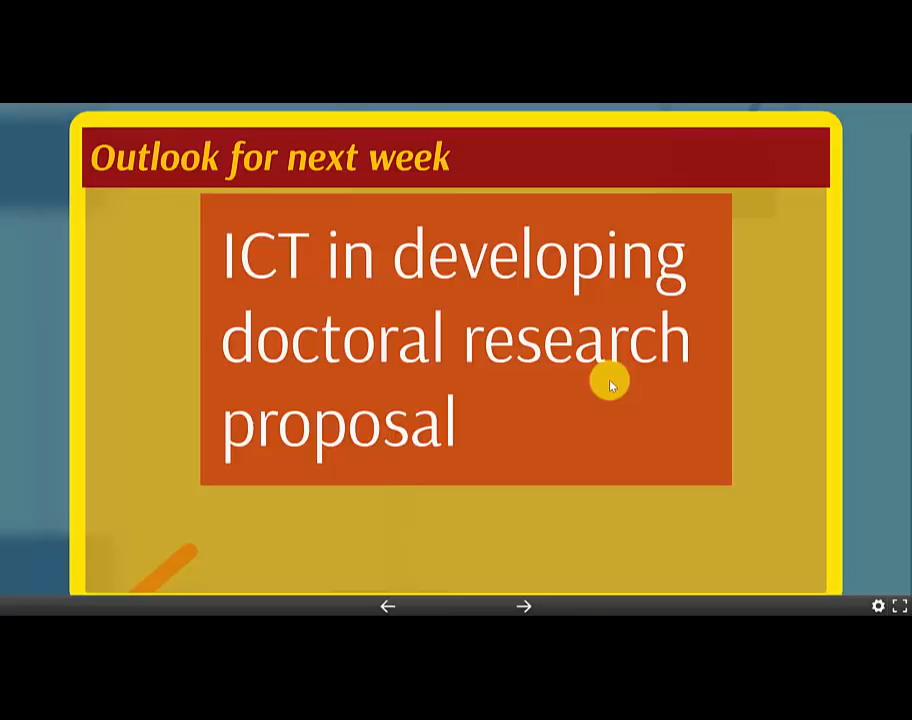 Outlook for next week
ICT in developing
doctoral research
proposal